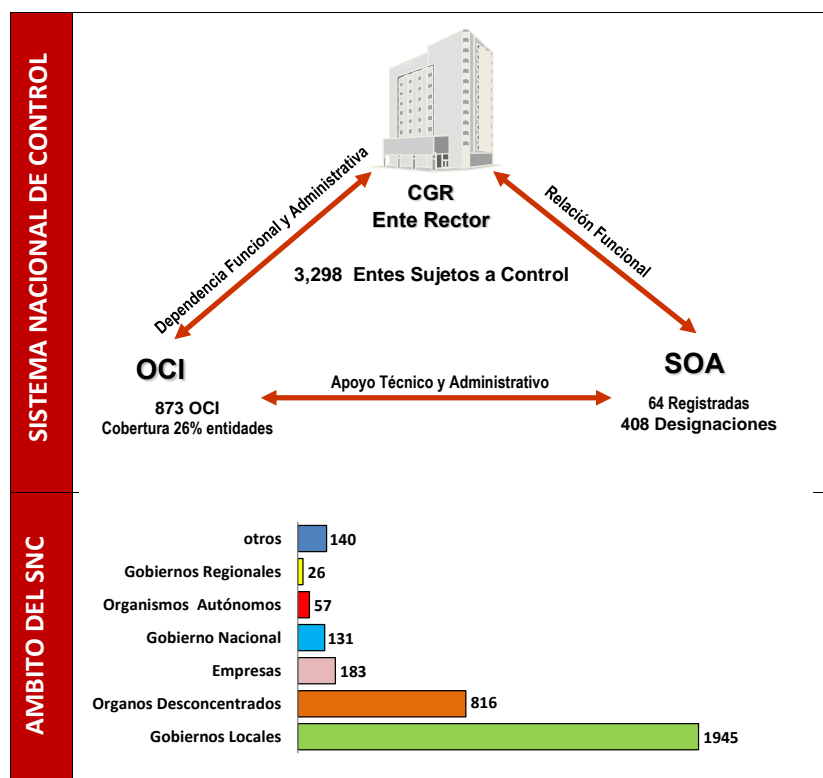 SISTEMA NACIONAL DE CONTROL
CGR
Ente Rector
Dependencia Funcional y Administrativa
Relación Funcional
3,298 Entes Sujetos a Control
OCI
SOA
Apoyo Técnico y Administrativo
873 OCI
Cobertura 26% entidades
64 Registradas
408 Designaciones
AMBITO DEL SNC
otros 140
Gobiernos Regionales 26
Organismos Autónomos 57
Gobierno Nacional 131
Empresas 183
Organos Desconcentrados 816
Gobiernos Locales 1945